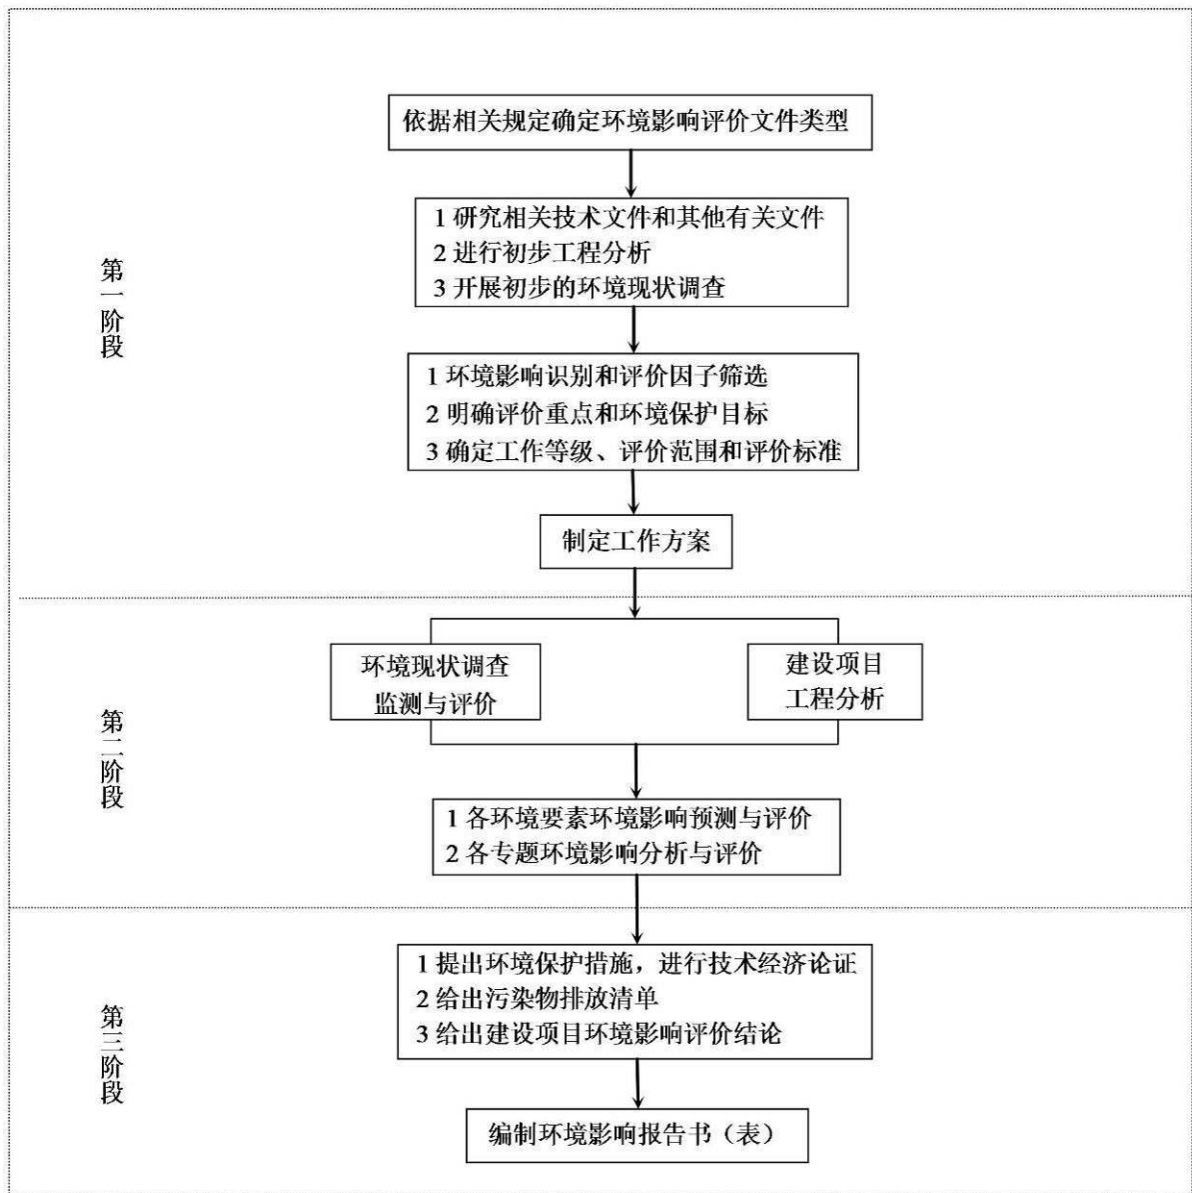 依据相关规定确定环境影响评价文件类型
1 研究相关技术文件和其他有关文件
2 进行初步工程分析
3 开展初步的环境现状调查
第一阶段
1 环境影响识别和评价因子筛选
2 明确评价重点和环境保护目标
3 确定工作等级、评价范围和评价标准
制定工作方案
环境现状调查
监测与评价
建设项目
工程分析
第二阶段
1 各环境要素环境影响预测与评价
2 各专题环境影响分析与评价
1 提出环境保护措施，进行技术经济论证
2 给出污染物排放清单
3 给出建设项目环境影响评价结论
第三阶段
编制环境影响报告书（表）